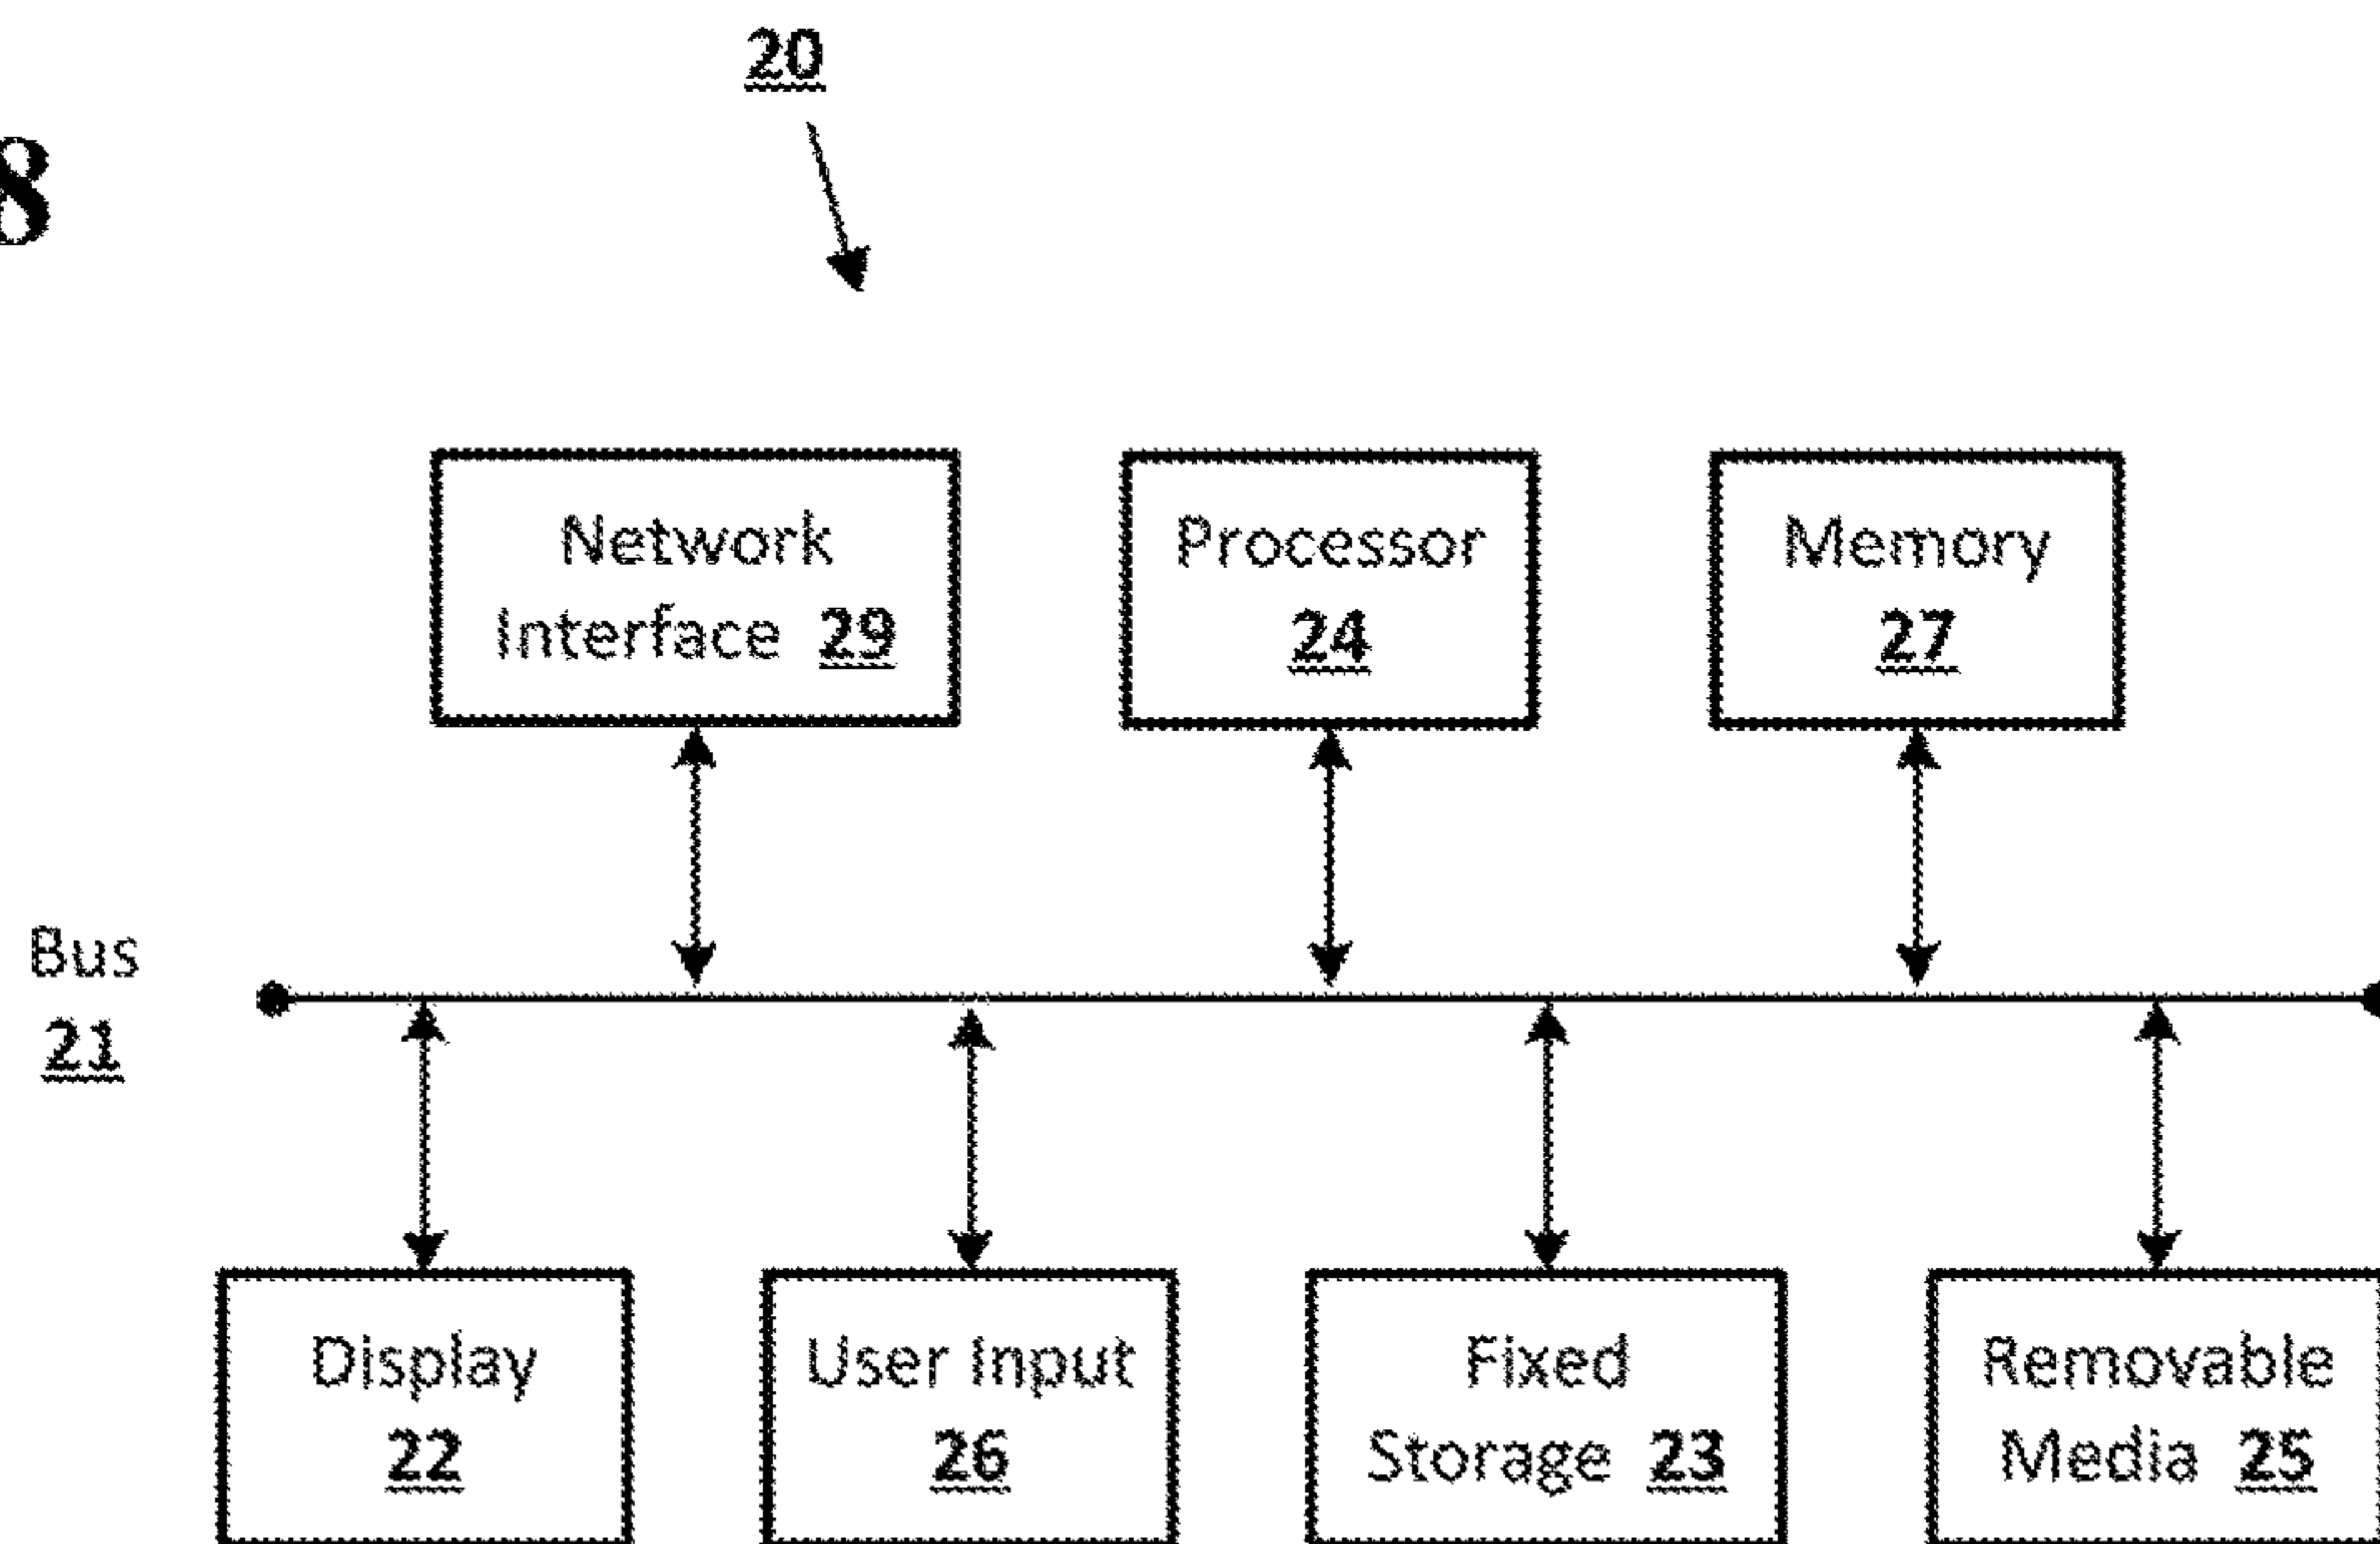 20
8
Network
Interface 29
Processor
24
Memory
27
Bus
21
Display
22
User Input
26
Fixed
Storage 23
Removable
Media 25